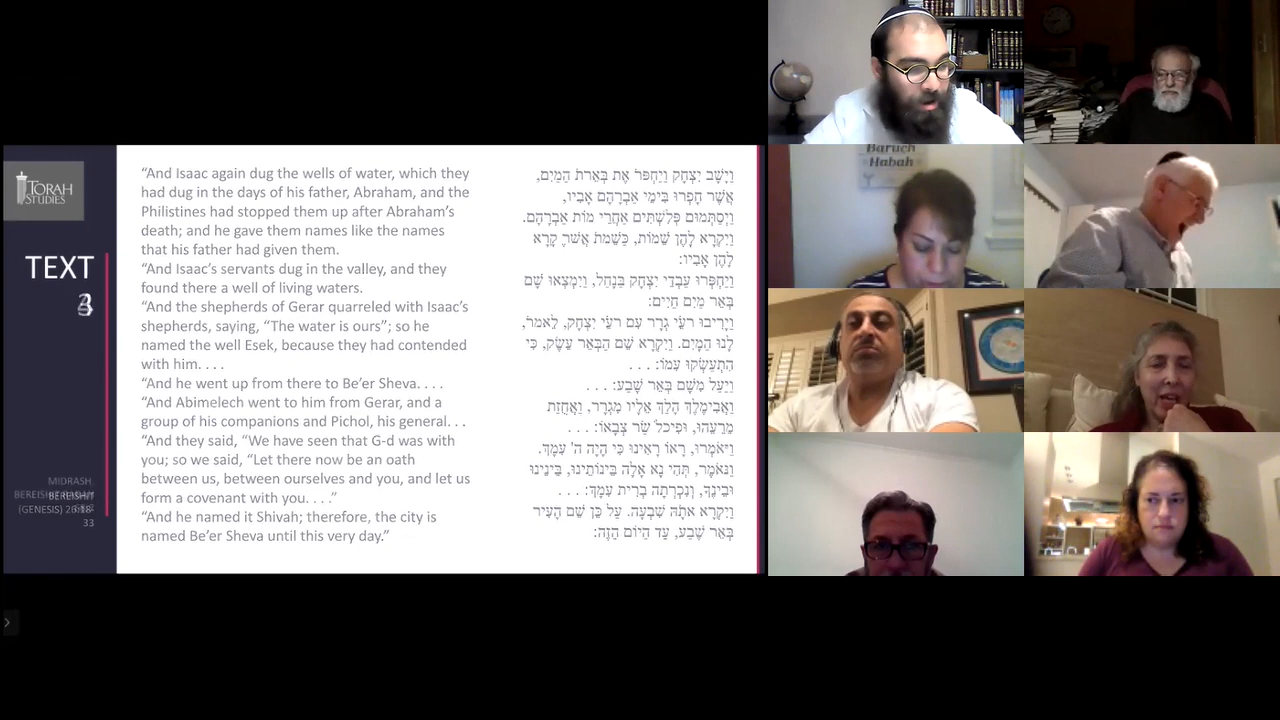 TORAH
STUDIES
TEXT
MIDRASH,
BEREISHIT
(GENESIS) 26:18-
33
“And Isaac again dug the wells of water, which they
had dug in the days of his father, Abraham, and the
Philistines had stopped them up after Abraham’s
death; and he gave them names like the names
that his father had given them.
“And Isaac’s servants dug in the valley, and they
found there a well of living waters.
“And the shepherds of Gerar quarreled with Isaac’s
shepherds, saying, “The water is ours”; so he
named the well Esek, because they had contended
with him. . . .
“And he went up from there to Be’er Sheva. . . .
“And Abimelech went to him from Gerar, and a
group of his companions and Pichol, his general. . .
“And they said, “We have seen that G-d was with
you; so we said, “Let there now be an oath
between us, between ourselves and you, and let us
form a covenant with you. . . .”
“And he named it Shivah; therefore, the city is
named Be’er Sheva until this very day.”
וַיָּשָׁב יִצְחָק וַיַּחְפֹּר אֶת בְּאֵרֹת הַמַּיִם,
אֲשֶׁר חָפְרוּ בִּימֵי אַבְרָהָם אָבִיו,
וַיְסַתְּמוּם פְּלִשְׁתִּים אַחֲרֵי מוֹת אַבְרָהָם.
וַיִּקְרָא לָהֶן שֵׁמוֹת, כַּשֵּׁמֹת אֲשֶׁר קָרָא
לָהֶן אָבִיו:
וַיַּחְפְּרוּ עַבְדֵי יִצְחָק בַּנָּחַל, וַיִּמְצְאוּ שָׁם
בְּאֵר מַיִם חַיִּים:
וַיָּרִיבוּ רֹעֵי גְרָר עִם רֹעֵי יִצְחָק, לֵאמֹר,
לָנוּ הַמָּיִם. וַיִּקְרָא שֵׁם הַבְּאֵר עֵשֶׂק, כִּי
הִתְעַשְּׂקוּ עִמּוֹ: . . .
וַיַּעַל מִשָּׁם בְּאֵר שָׁבַע: . . .
וַאֲבִימֶלֶךְ הָלַךְ אֵלָיו מִגְּרָר, וַאֲחֻזַּת
מֵרֵעֵהוּ, וּפִיכֹל שַׂר צְבָאוֹ: . . .
וַיֹּאמְרוּ, רָאוֹ רָאִינוּ כִּי הָיָה ה' עִמָּךְ.
וַנֹּאמֶר, תְּהִי נָא אָלָה בֵּינוֹתֵינוּ, בֵּינֵינוּ
וּבֵינֶךָ, וְנִכְרְתָה בְרִית עִמָּךְ: . . .
וַיִּקְרָא אֹתָהּ שִׁבְעָה. עַל כֵּן שֵׁם הָעִיר
בְּאֵר שֶׁבַע, עַד הַיּוֹם הַזֶּה:
Baruch
Habah